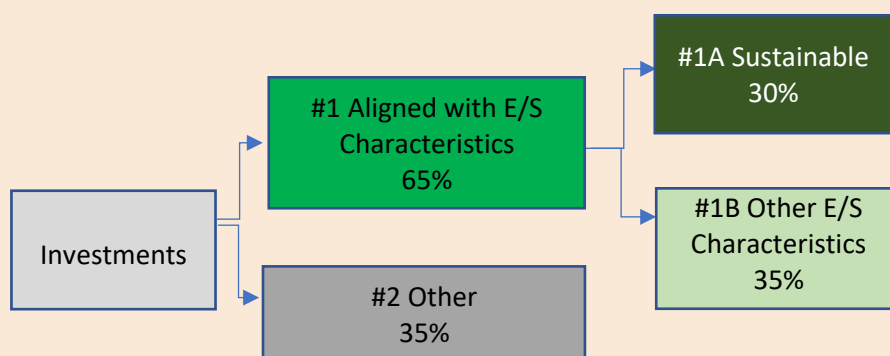 Investments
#1 Aligned with E/S
Characteristics
65%
#2 Other
35%
#1A Sustainable
30%
#1B Other E/S
Characteristics
35%